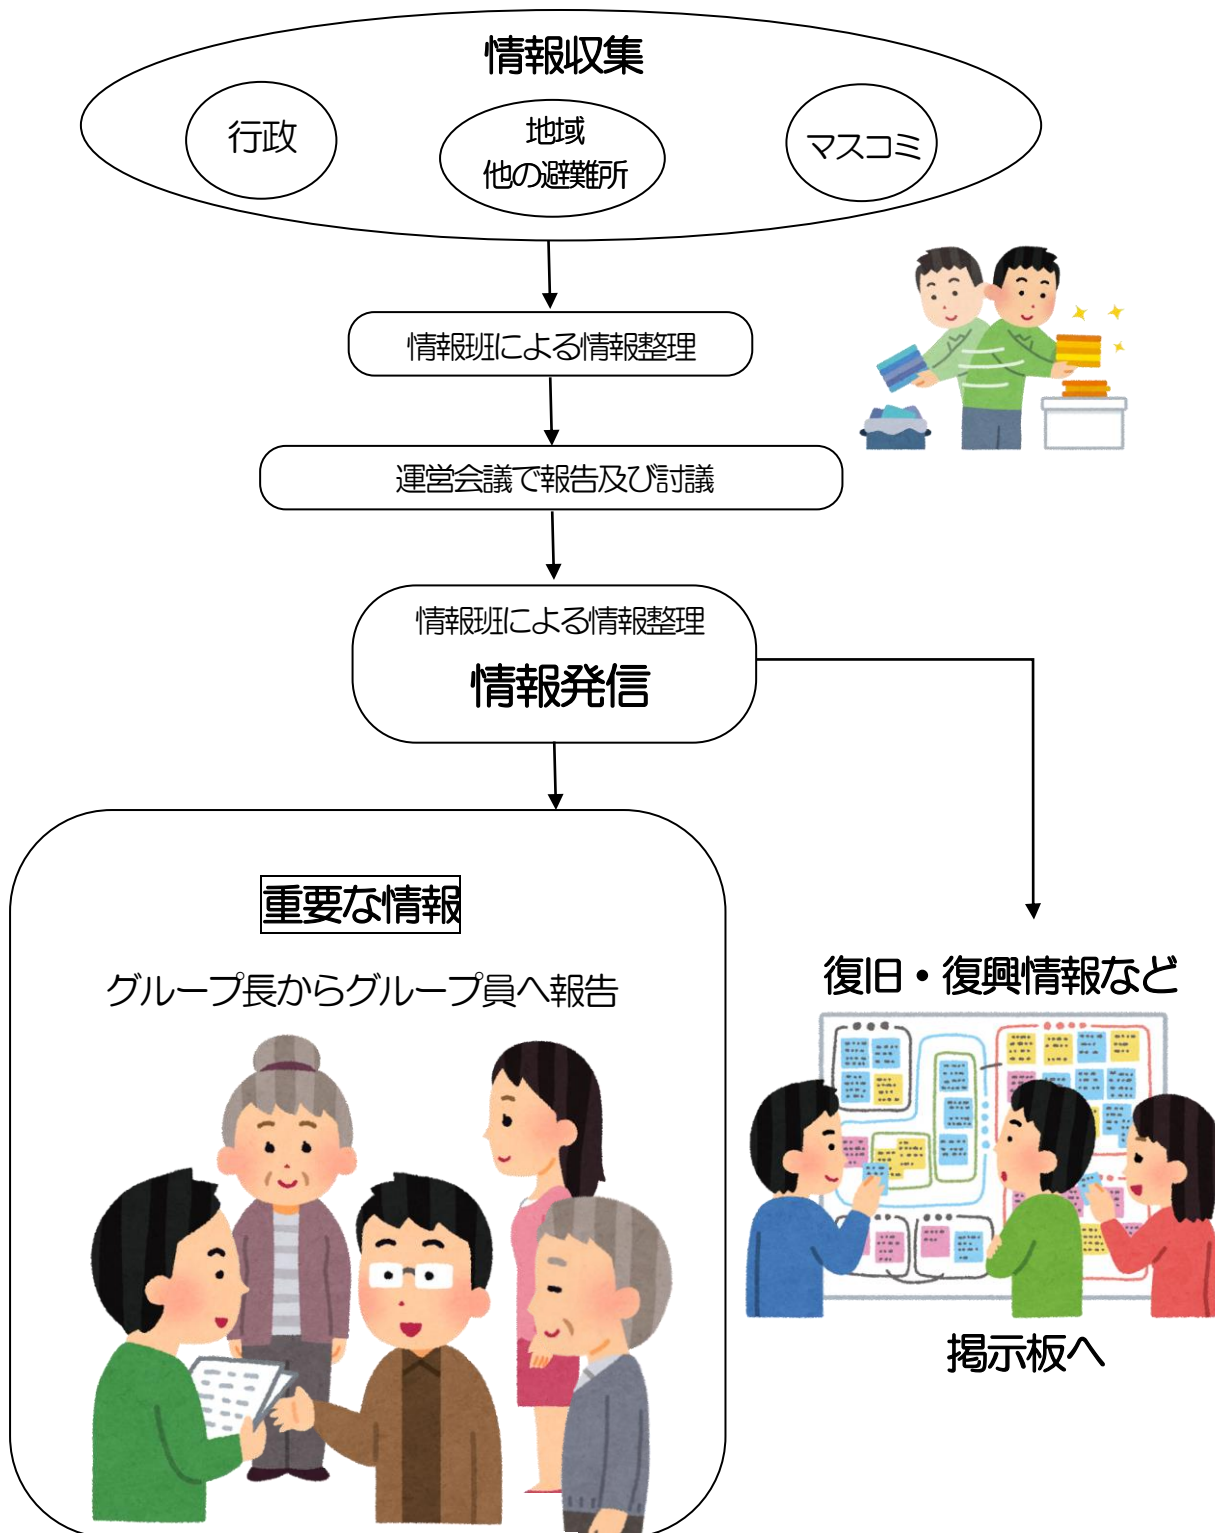 情報収集
行政
地域
他の避難所
マスコミ
情報班による情報整理
運営会議で報告及び討議
情報班による情報整理
情報発信
重要な情報
グループ長からグループ員へ報告
復旧・復興情報など
掲示板へ